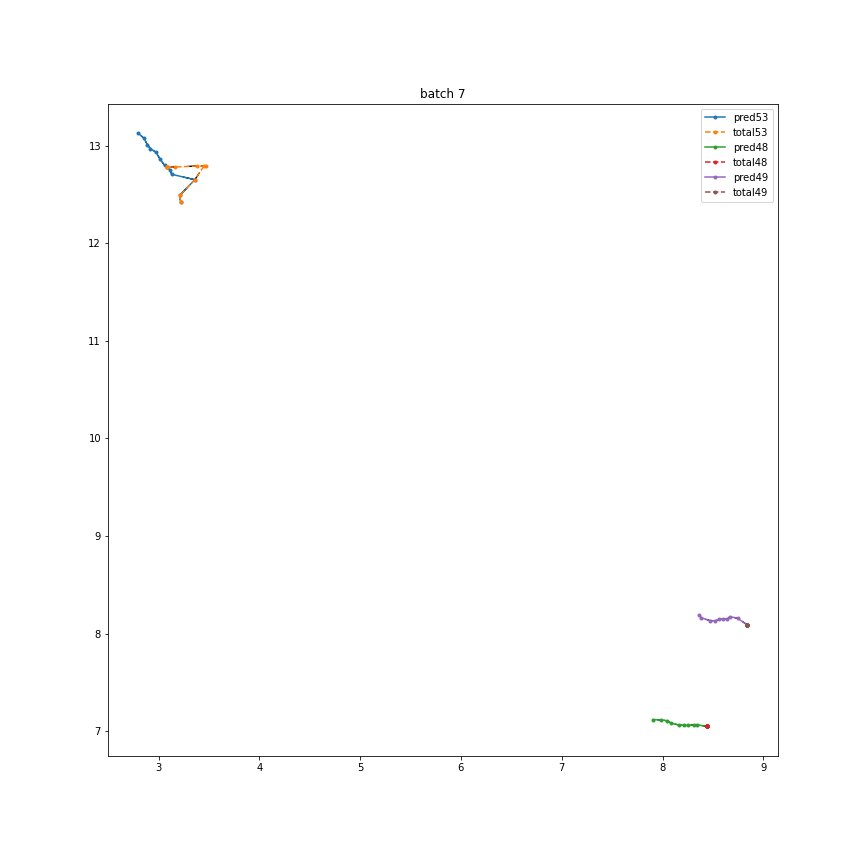 batch 7
pred53
total53
pred48
total48
pred49
total49
13
12
11
10
9
8
7
3 4 5 6 7 8 9